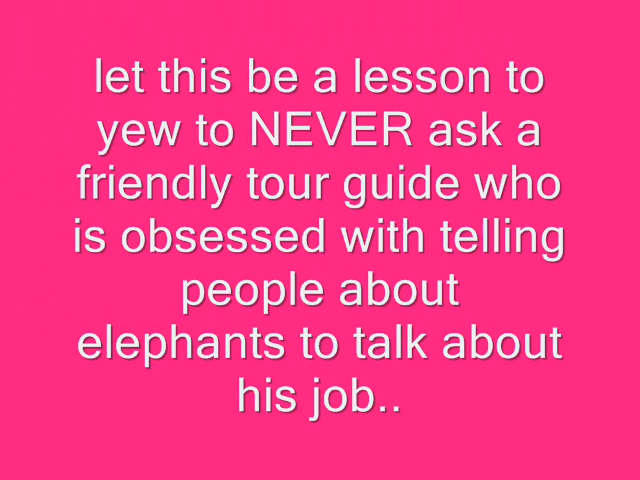 let this be a lesson to
yew to NEVER ask a
friendly tour guide who
is obsessed with telling
people about
elephants to talk about
his job..